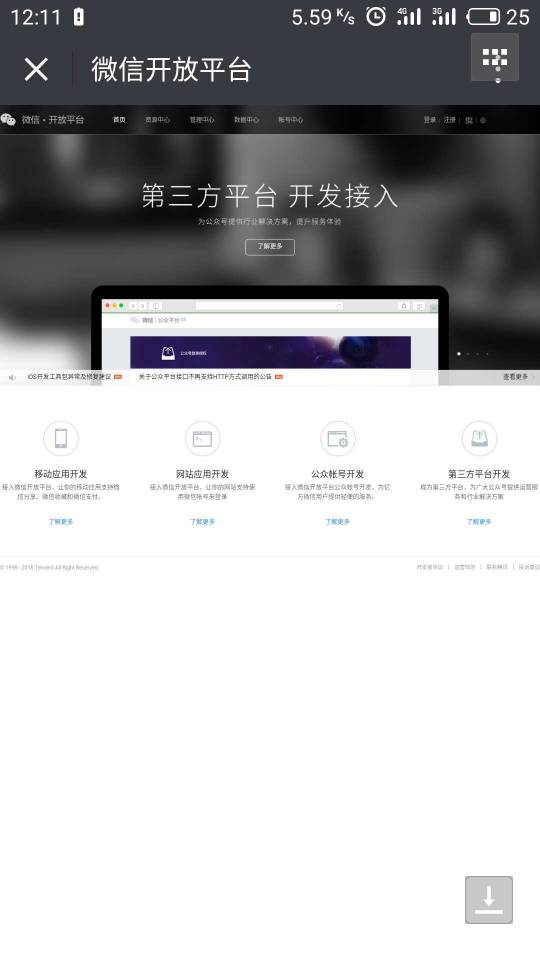 12:11
5.59 K/s 4G 3G 25
微信开放平台
微信·开放平台 首页 资源中心 管理中心 数据中心 帐号中心 登录 | 注册 |
第三方平台 开发接入
为公众号提供行业解决方案，提升服务体验
了解更多
微信 | 公众平台
iOS开发工具包异常及修复建议 关于公众平台接口不再支持HTTP方式调用的公告 查看更多
移动应用开发 网站应用开发 公众帐号开发 第三方平台开发
接入微信开放平台，让你的移动应用支持微信分享、微信收藏和微信支付。
接入微信开放平台，让你的网站支持使用微信帐号来登录
接入微信开放平台公众帐号开发，为亿万微信用户提供轻便的服务。
成为第三方平台，为广大公众号提供运营服务和行业解决方案
了解更多 了解更多 了解更多 了解更多
© 1998 - 2018 Tencent All Right Reserved 开发者协议 | 运营规范 | 联系腾讯 | 投诉建议